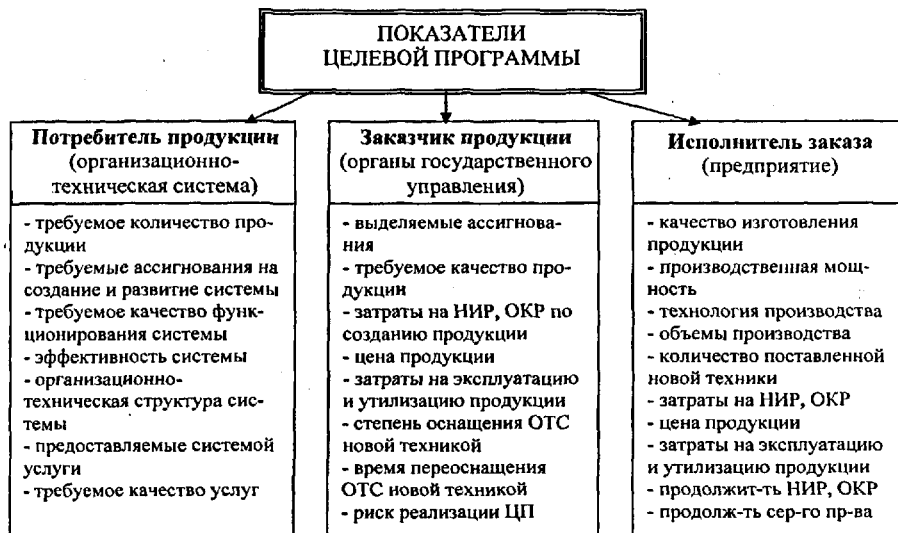 ПОКАЗАТЕЛИ
ЦЕЛЕВОЙ ПРОГРАММЫ
Потребитель продукции
(организационно-
техническая система)
- требуемое количество про-
дукции
- требуемые ассигнования на
создание и развитие системы
- требуемое качество функ-
ционирования системы
- эффективность системы
- организационно-
техническая структура сис-
темы
- предоставляемые системой
услуги
- требуемое качество услуг
Заказчик продукции
(органы государственного
управления)
- выделяемые ассигнова-
ния
- требуемое качество про-
дукции
- затраты на НИР, ОКР по
созданию продукции
- цена продукции
- затраты на эксплуатацию
и утилизацию продукции
- степень оснащения ОТС
новой техникой
- время переоснащения
ОТС новой техникой
- риск реализации ЦП
Исполнитель заказа
(предприятие)
- качество изготовления
продукции
- производственная мощ-
ность
- технология производства
- объемы производства
- количество поставленной
новой техники
- затраты на НИР, ОКР
- цена продукции
- затраты на эксплуатацию
и утилизацию продукции
- продолжит-ть НИР, ОКР
- продолж-ть сер-го пр-ва